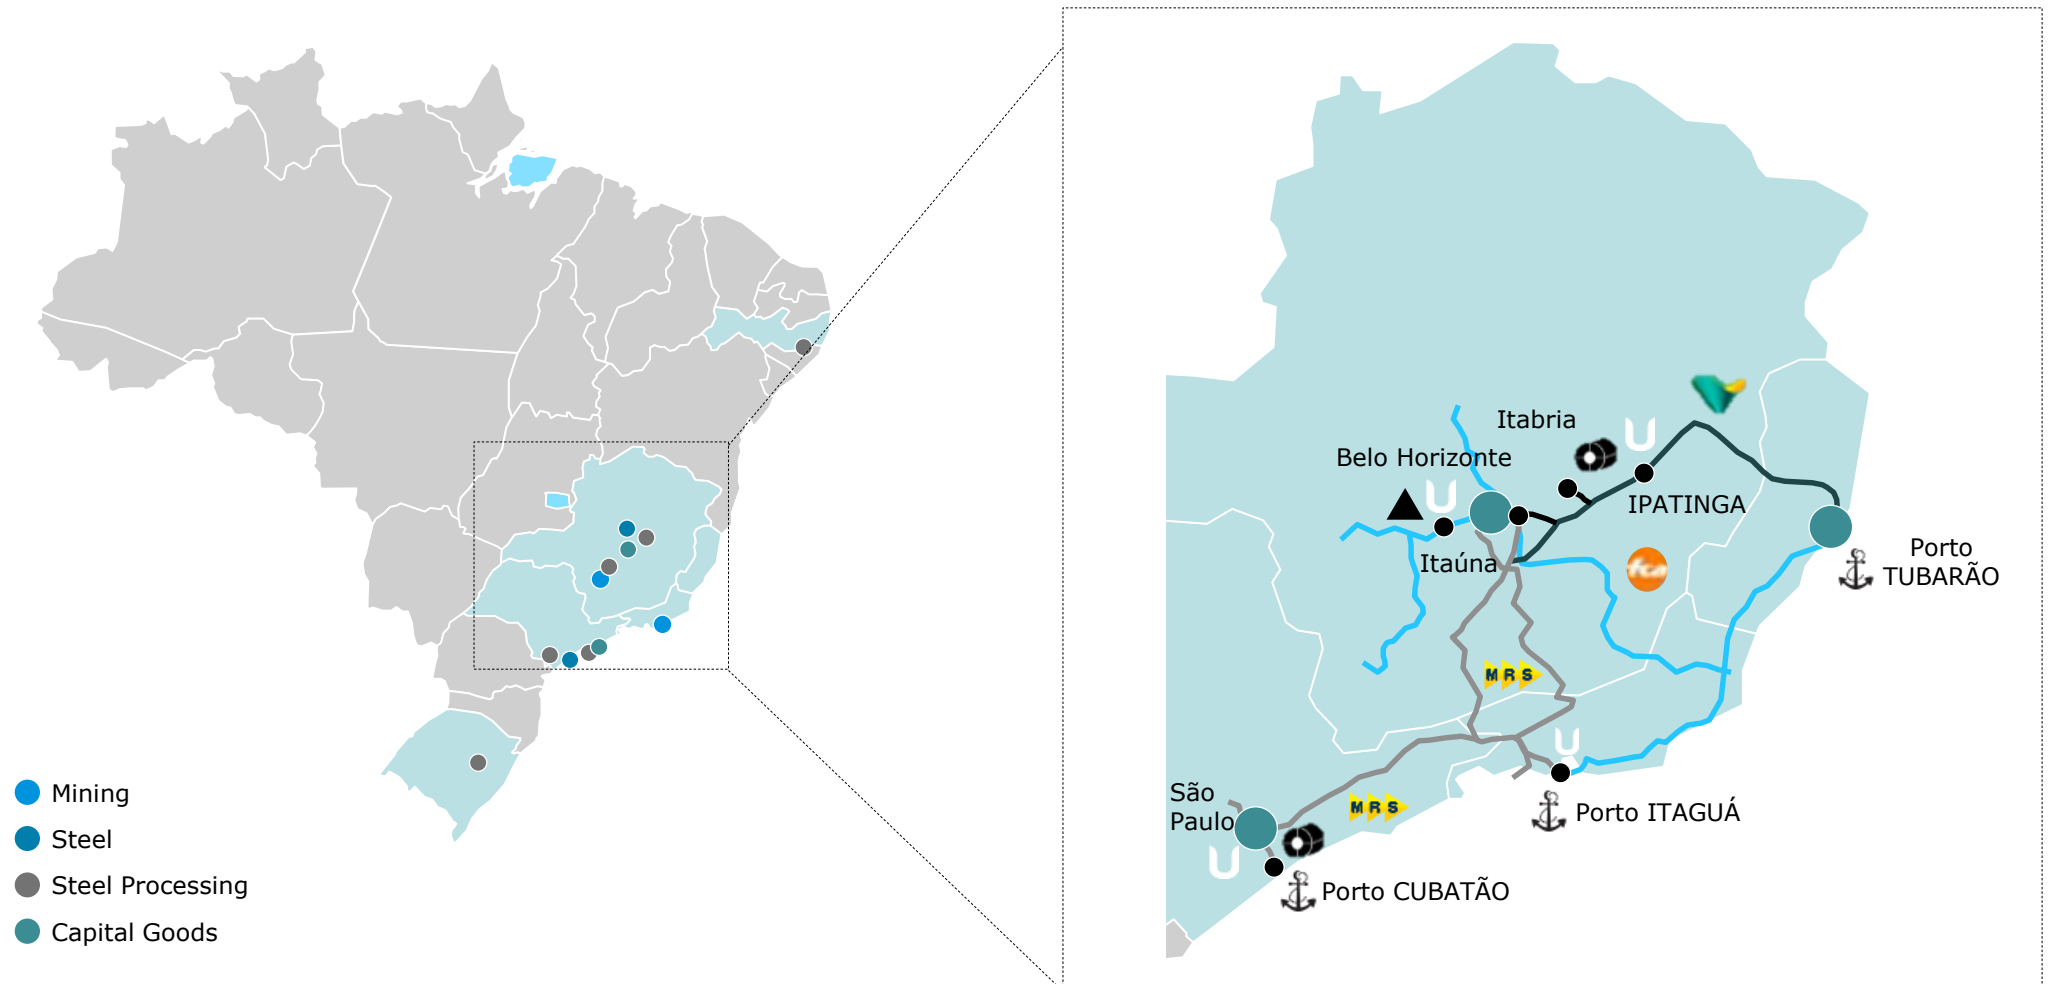 Mining
Steel
Steel Processing
Capital Goods
Itabria
Belo Horizonte
IPATINGA
Itaúna
Porto
TUBARÃO
MRS
São
Paulo
MRS
Porto ITAGUÁ
Porto CUBATÃO